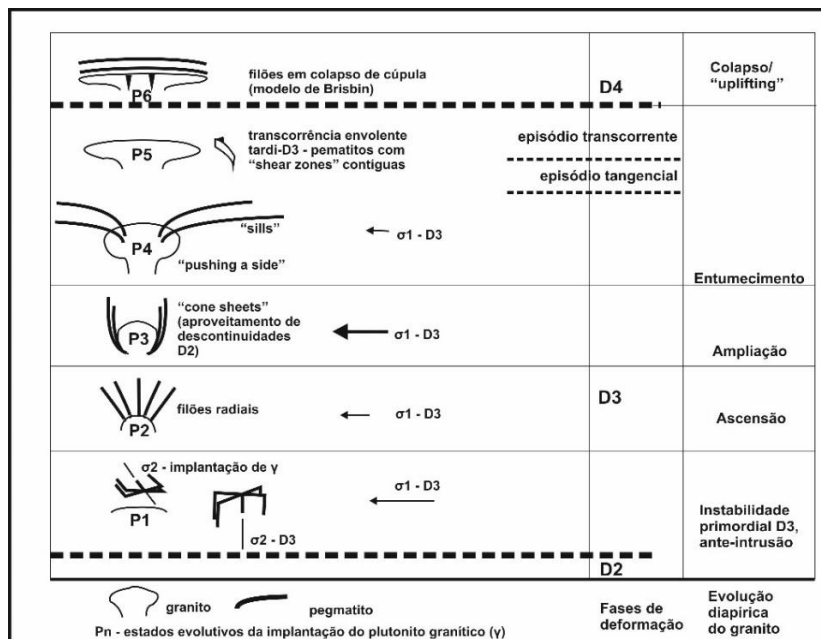 P6
filões em colapso de cúpula
(modelo de Brisbin)
D4
Colapso/
“uplifting”
P5
transcorrência envolente
tardi-D3 - pematitos com
“shear zones” contiguas
episódio transcorrente
episódio tangencial
P4
“sills”
“pushing a side”
σ1 - D3
Entumecimento
P3
“cone sheets”
(aproveitamento de
descontinuidades
D2)
σ1 - D3
Ampliação
P2
filões radiais
σ1 - D3
D3
Ascensão
σ2 - implantação de γ
P1
σ2 - D3
σ1 - D3
Instabilidade
primordial D3,
ante-intrusão
D2
granito
pegmatito
Pn - estados evolutivos da implantação do plutonito granítico (γ)
Fases de
deformação
Evolução
diapirica
do granito